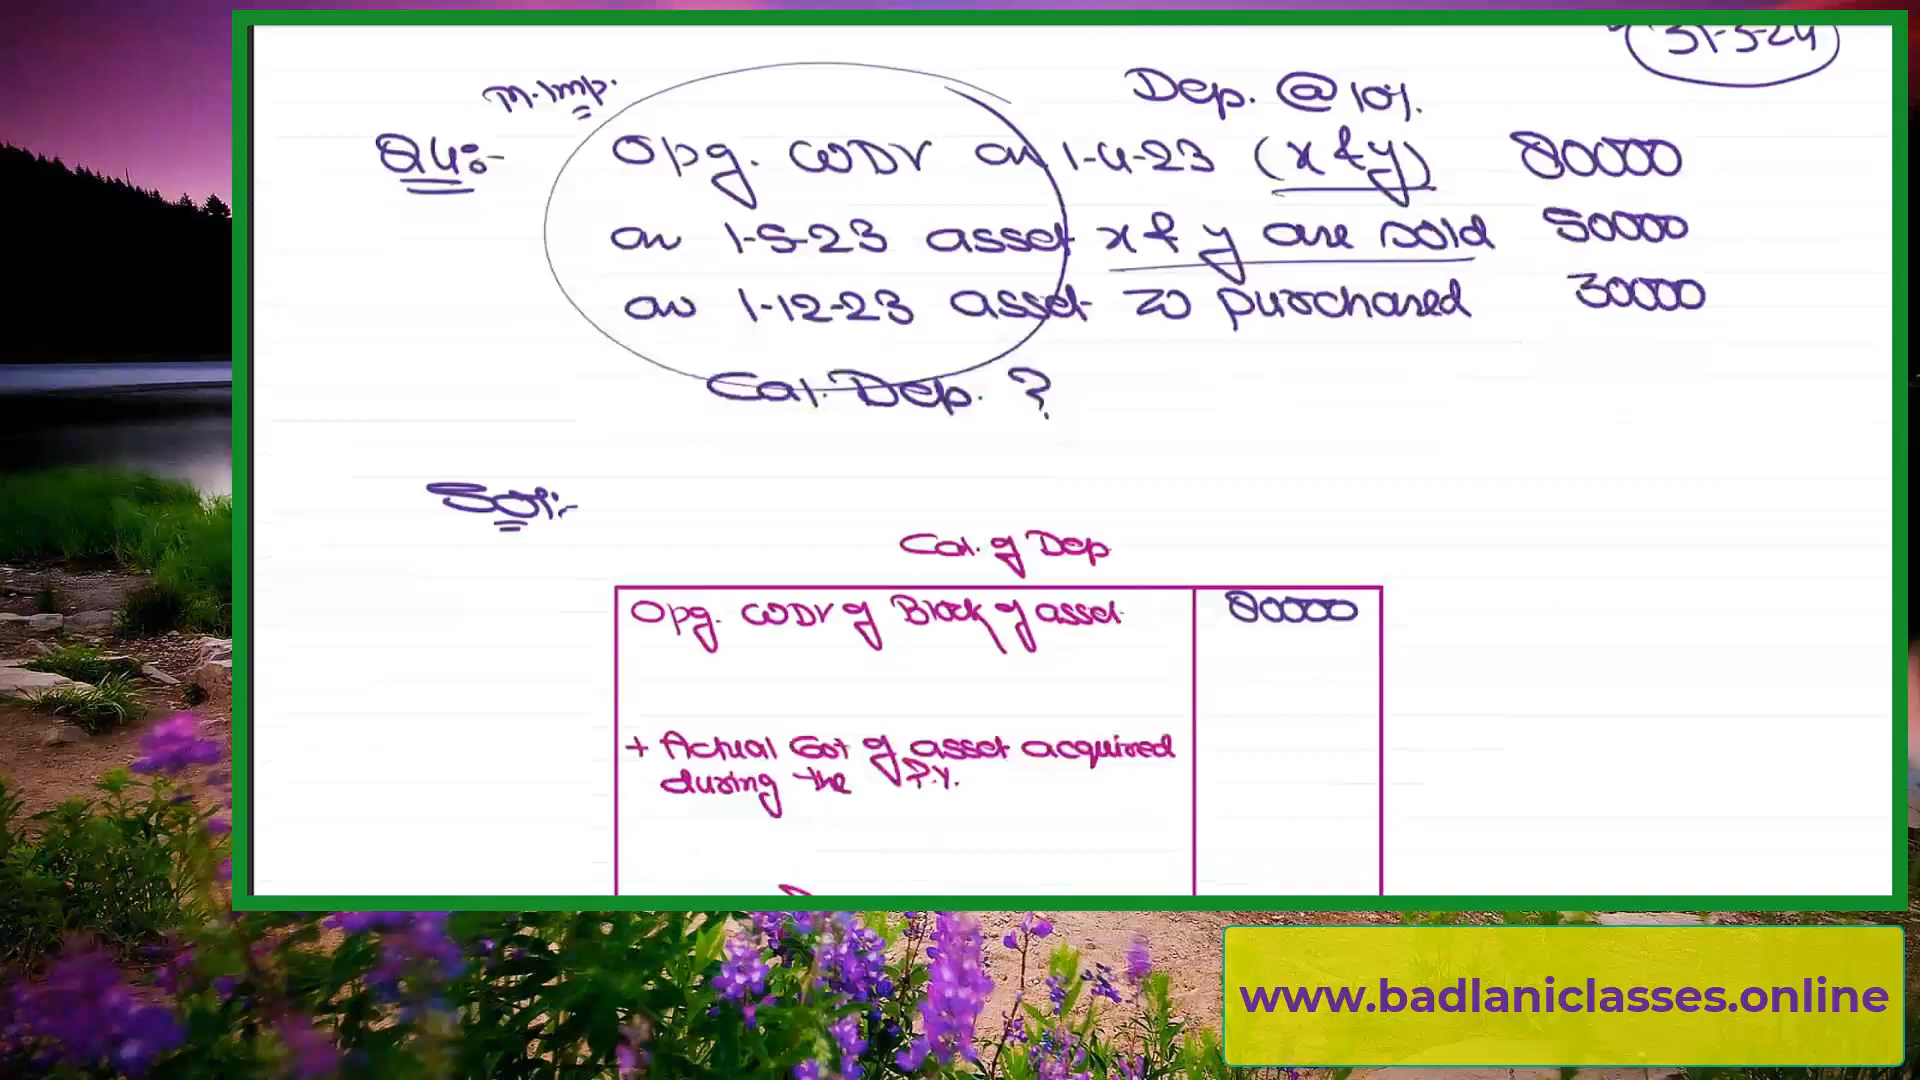 31-3-24
M.Imp.
Dep. @ 10%.
Q4:- Opg. WDV on 1-4-23 (x & y) 80000
on 1-5-23 asset x & y are sold 50000
on 1-12-23 asset Z purchased 30000
Cal. Dep. ?
Sol:-
Cal. of Dep
Opg. WDV of Block of asset 80000
+ Actual Cost of asset acquired
during the P.Y.
www.badlaniclasses.online